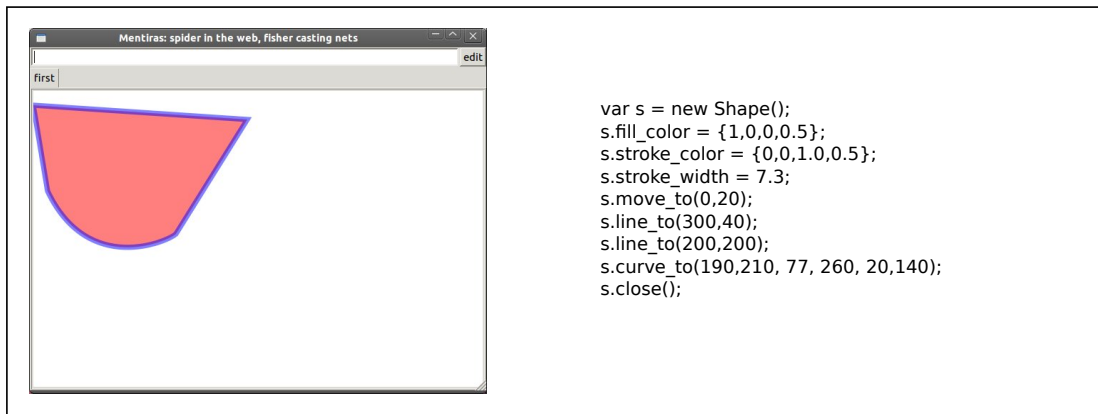 Mentiras: spider in the web, fisher casting nets
edit
first
var s = new Shape();
s.fill_color = {1,0,0,0.5};
s.stroke_color = {0,0,1.0,0.5};
s.stroke_width = 7.3;
s.move_to(0,20);
s.line_to(300,40);
s.line_to(200,200);
s.curve_to(190,210, 77, 260, 20,140);
s.close();